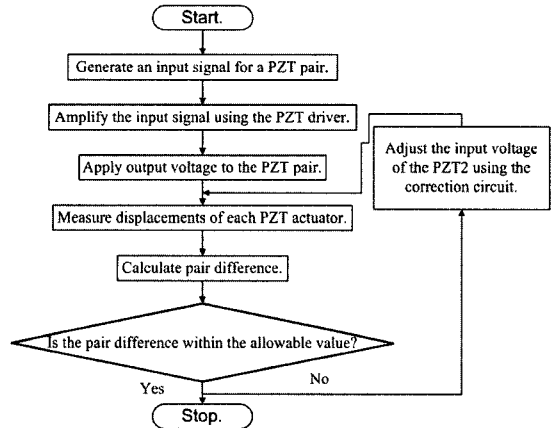 Start.
Generate an input signal for a PZT pair.
Amplify the input signal using the PZT driver.
Apply output voltage to the PZT pair.
Adjust the input voltage
of the PZT2 using the
correction circuit.
Measure displacements of each PZT actuator.
Calculate pair difference.
Is the pair difference within the allowable value?
Yes
No
Stop.